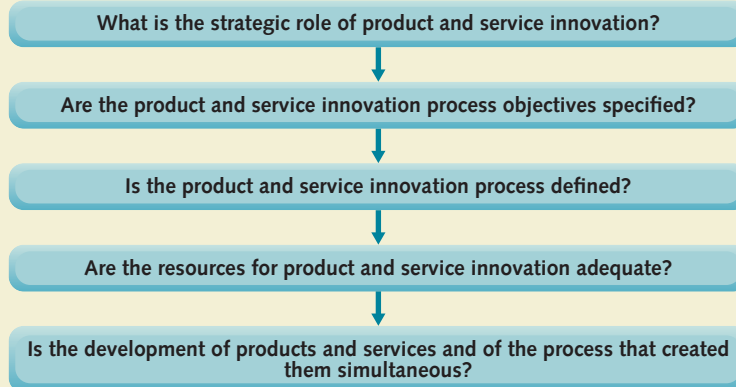 What is the strategic role of product and service innovation?
Are the product and service innovation process objectives specified?
Is the product and service innovation process defined?
Are the resources for product and service innovation adequate?
Is the development of products and services and of the process that created
them simultaneous?